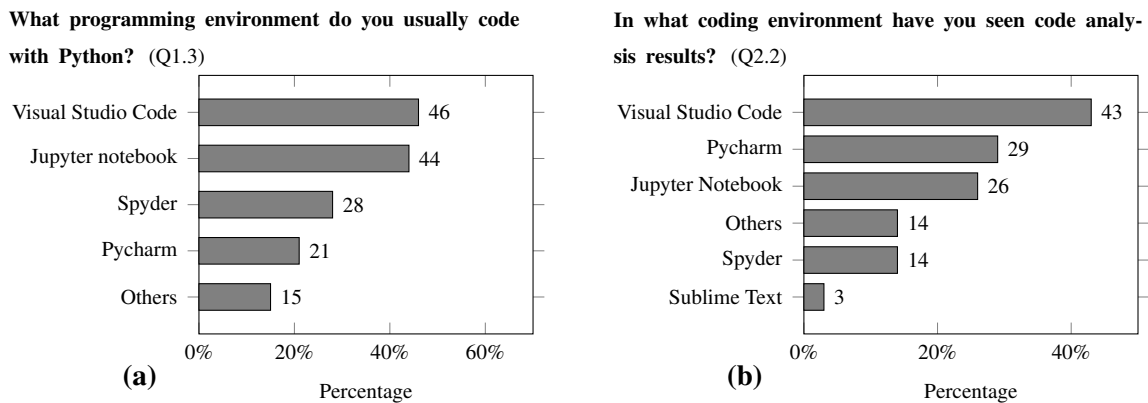 What programming environment do you usually code
with Python? (Q1.3)
Visual Studio Code 46
Jupyter notebook 44
Spyder 28
Pycharm 21
Others 15
0% 20% 40% 60%
(a) Percentage
In what coding environment have you seen code analy-
sis results? (Q2.2)
Visual Studio Code 43
Pycharm 29
Jupyter Notebook 26
Others 14
Spyder 14
Sublime Text 3
0% 20% 40%
(b) Percentage